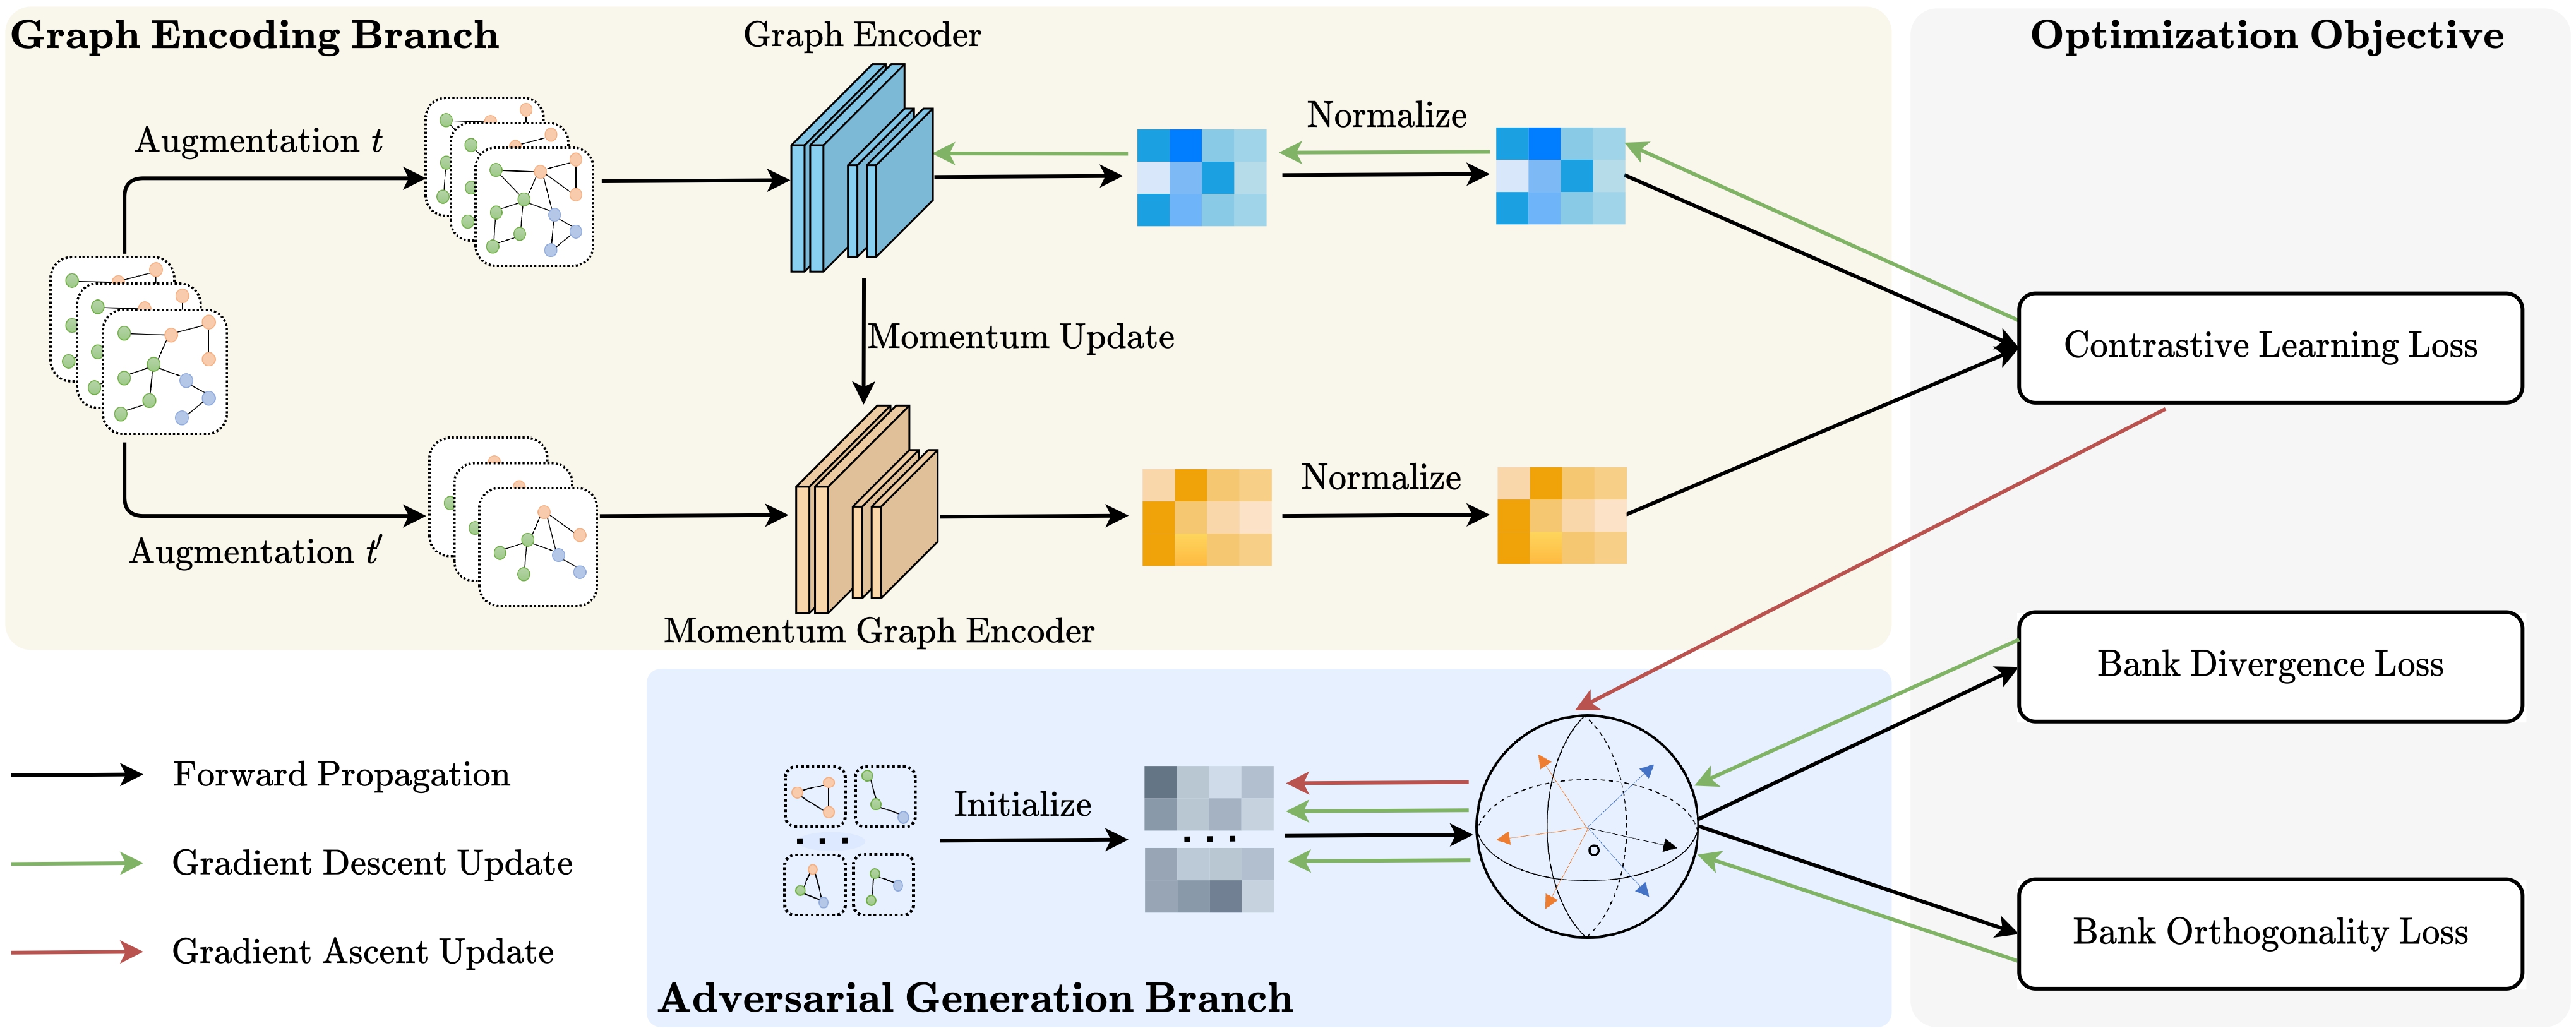 Graph Encoding Branch
Graph Encoder
Optimization Objective
Augmentation t
Normalize
Momentum Update
Contrastive Learning Loss
Normalize
Augmentation t′
Momentum Graph Encoder
Bank Divergence Loss
Forward Propagation
Initialize
Gradient Descent Update
O
Bank Orthogonality Loss
Gradient Ascent Update
Adversarial Generation Branch